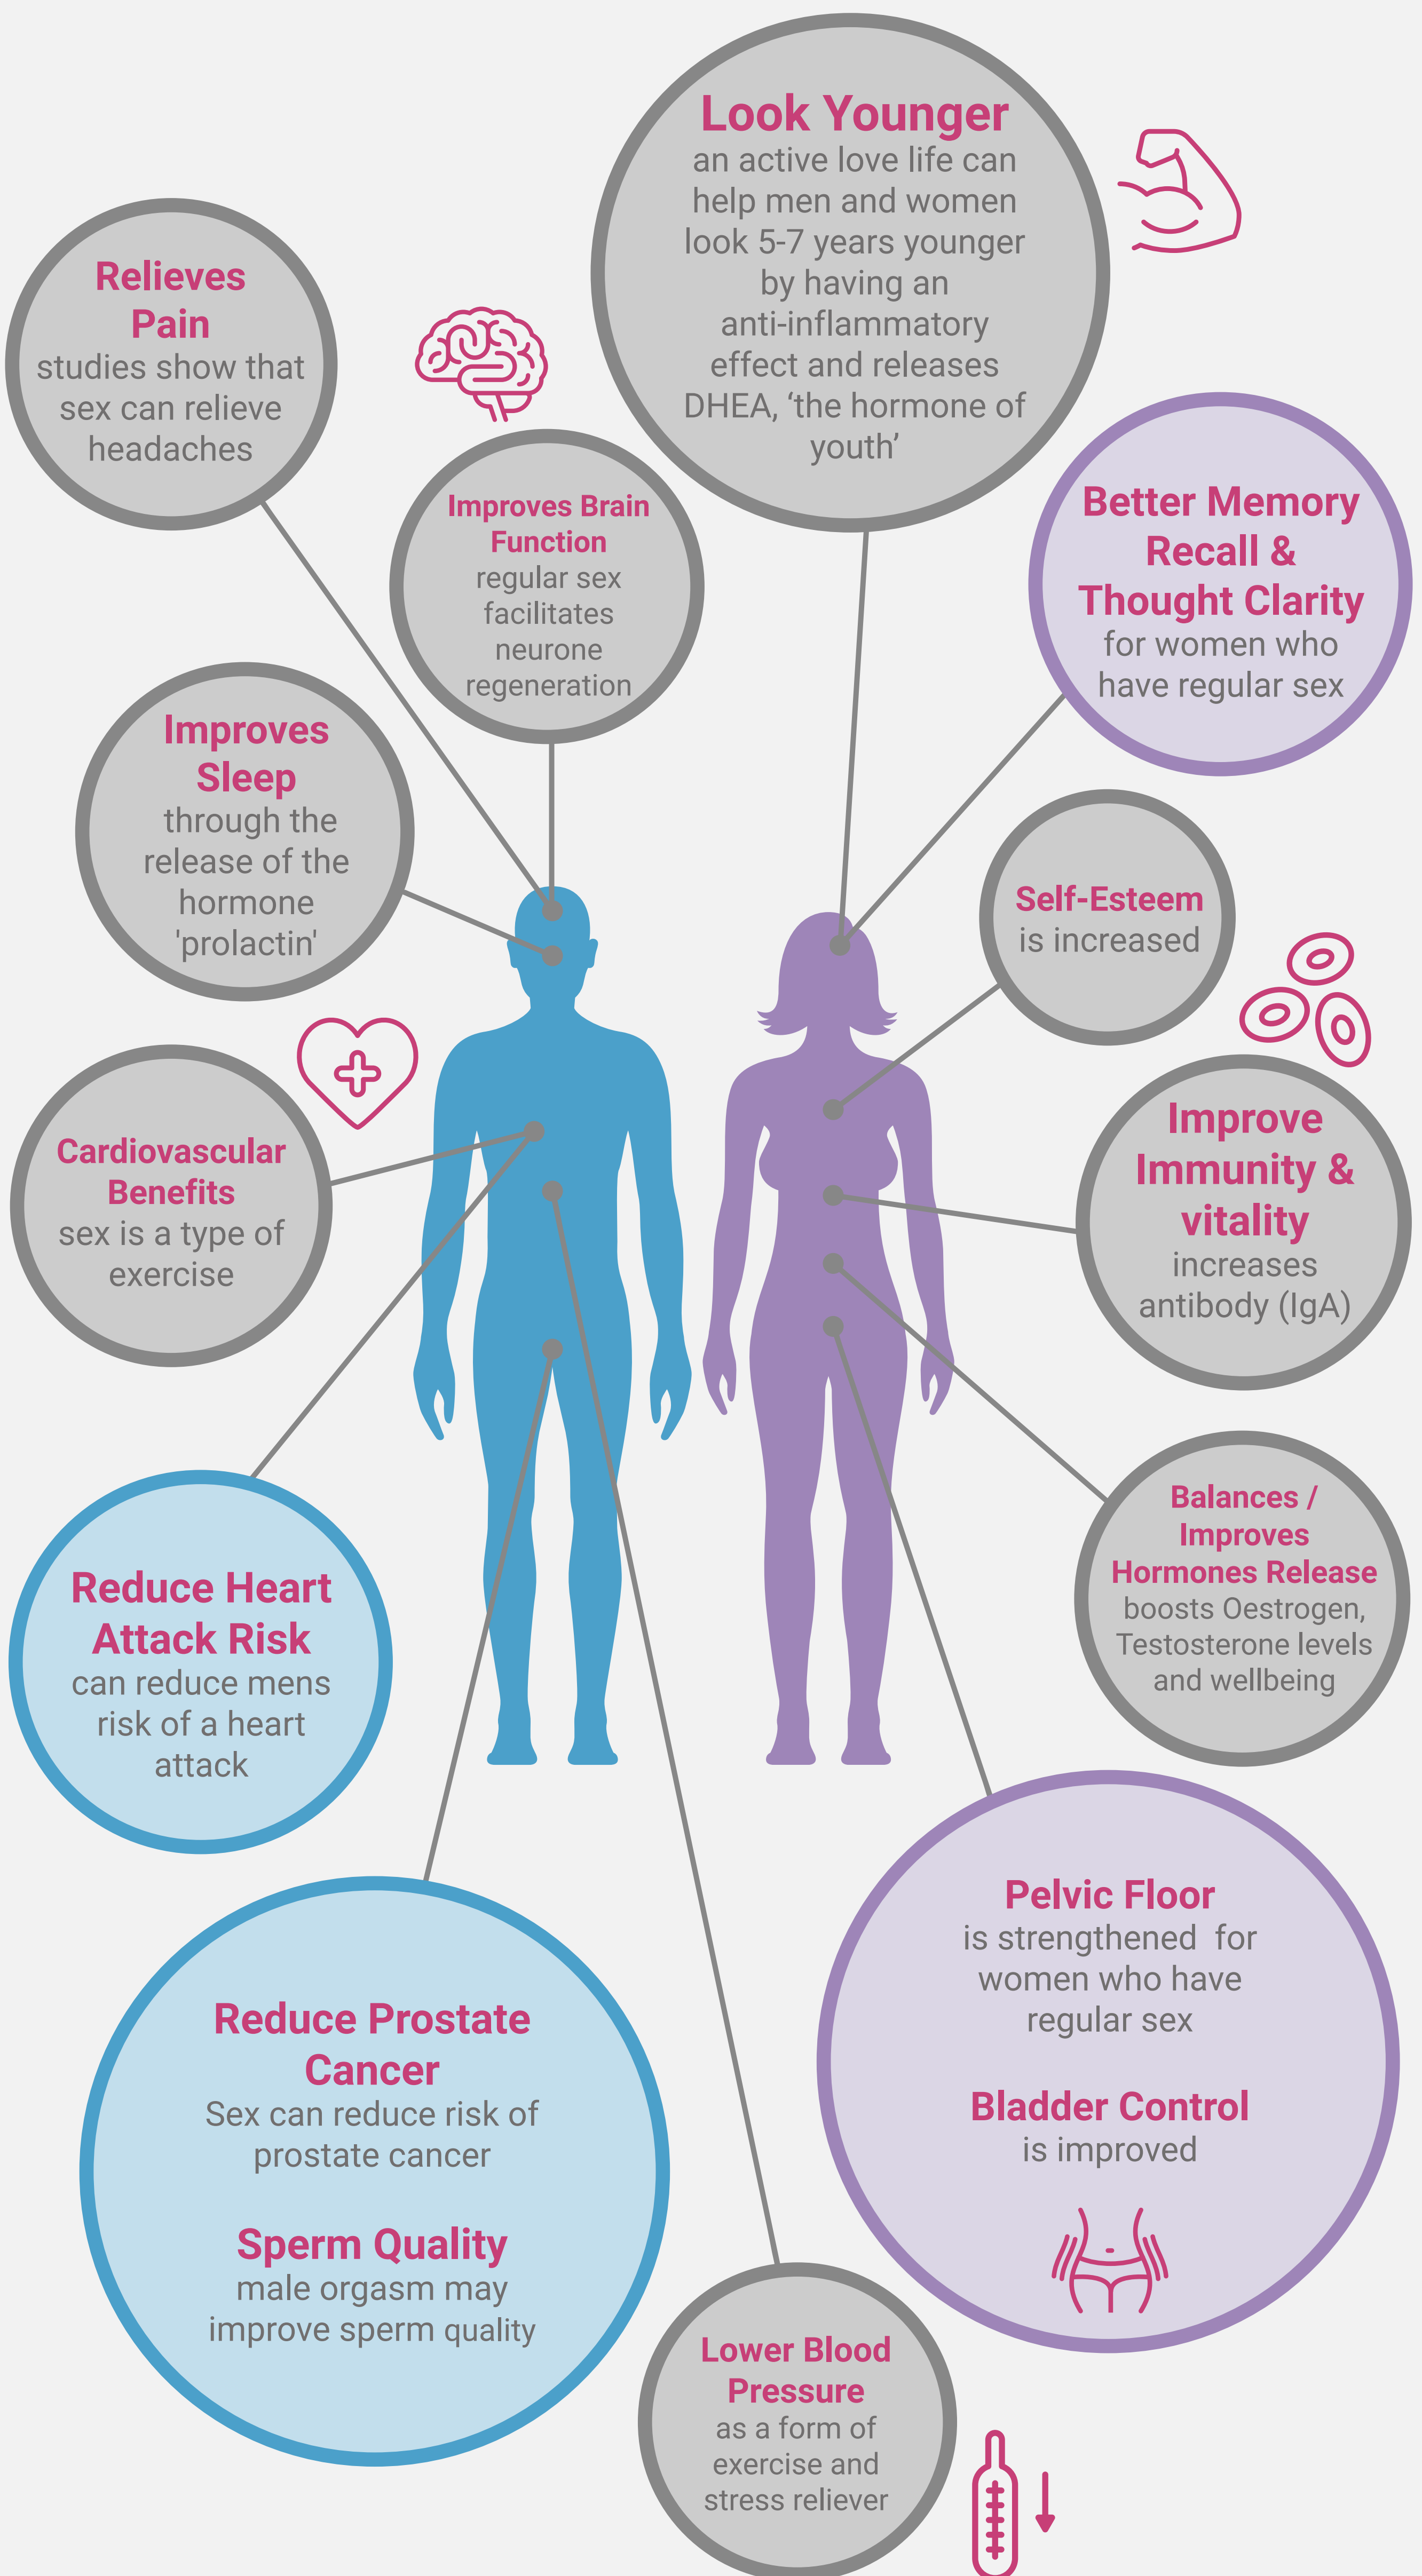 Look Younger
an active love life can
help men and women
look 5-7 years younger
by having an
anti-inflammatory
effect and releases
DHEA, ‘the hormone of
youth’
Relieves
Pain
studies show that
sex can relieve
headaches
Improves Brain
Function
regular sex
facilitates
neurone
regeneration
Better Memory
Recall &
Thought Clarity
for women who
have regular sex
Improves
Sleep
through the
release of the
hormone
'prolactin'
Self-Esteem
is increased
Cardiovascular
Benefits
sex is a type of
exercise
Improve
Immunity &
vitality
increases
antibody (IgA)
Reduce Heart
Attack Risk
can reduce mens
risk of a heart
attack
Balances /
Improves
Hormones Release
boosts Oestrogen,
Testosterone levels
and wellbeing
Pelvic Floor
is strengthened for
women who have
regular sex
Bladder Control
is improved
Reduce Prostate
Cancer
Sex can reduce risk of
prostate cancer
Sperm Quality
male orgasm may
improve sperm quality
Lower Blood
Pressure
as a form of
exercise and
stress reliever